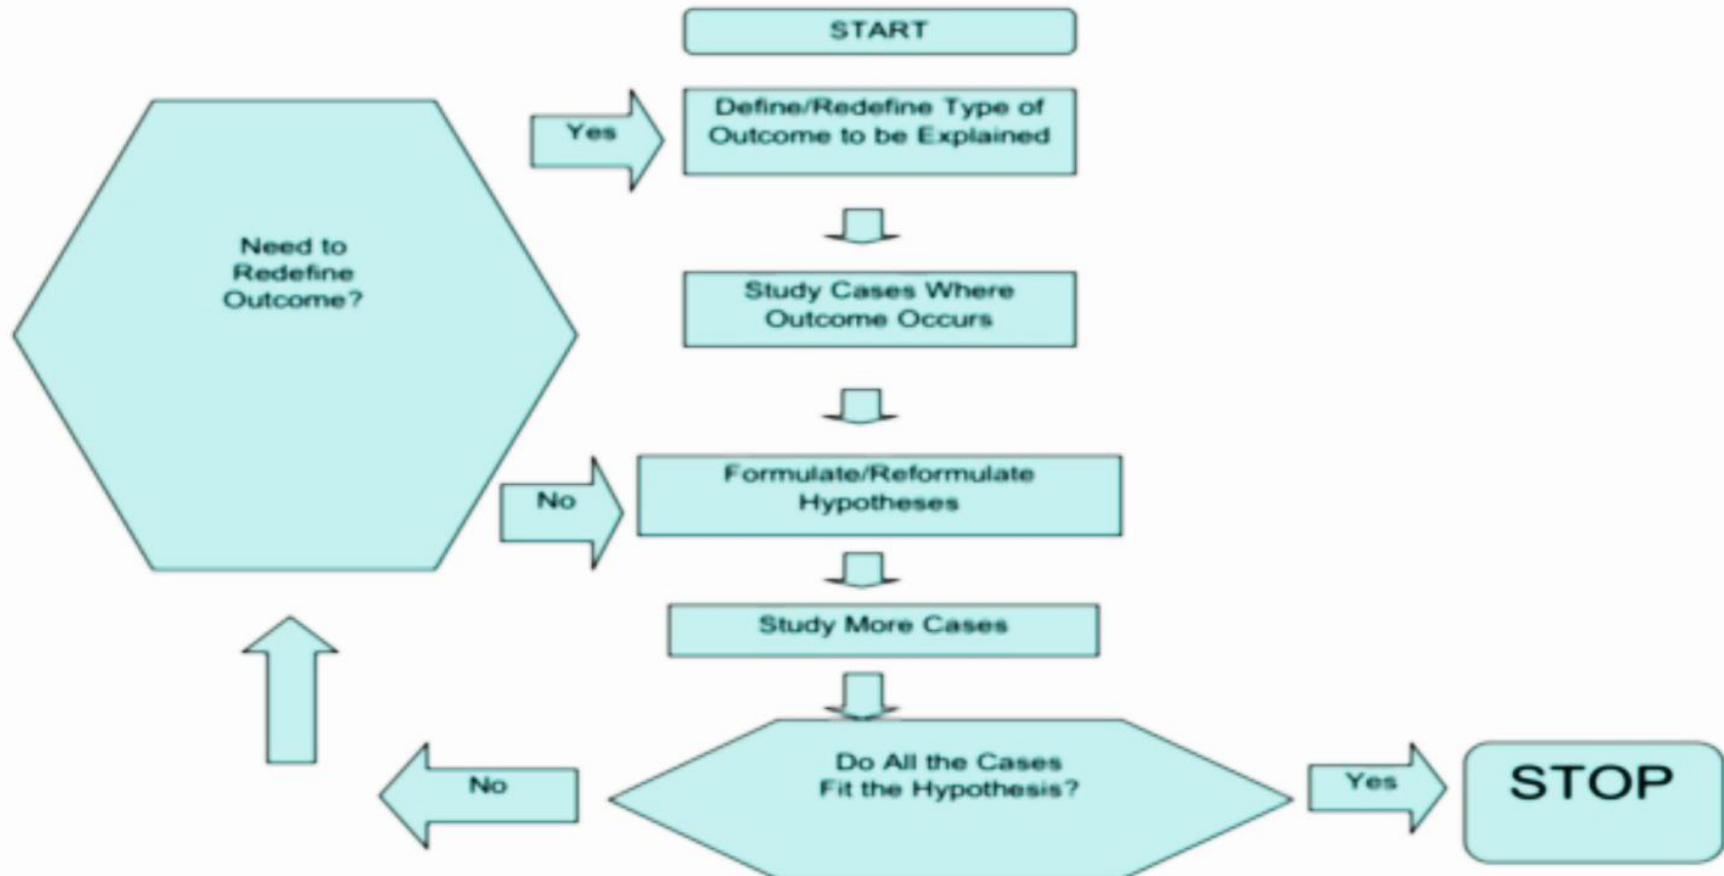 START
Define/Redefine Type of
Outcome to be Explained
Yes
Need to
Redefine
Outcome?
Study Cases Where
Outcome Occurs
Formulate/Reformulate
Hypotheses
No
Study More Cases
Do All the Cases
Fit the Hypothesis?
No
Yes
STOP